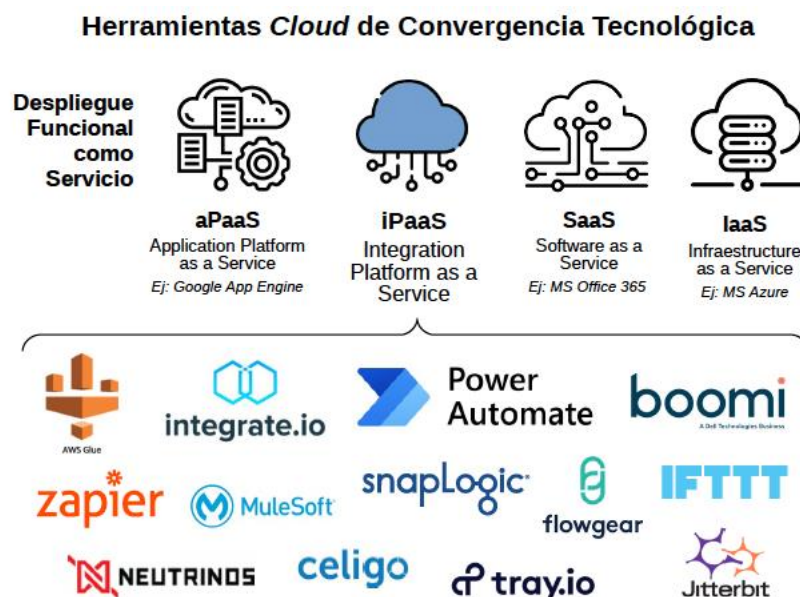 Herramientas Cloud de Convergencia Tecnológica
Despliegue
Funcional
como
Servicio
aPaaS
Application Platform
as a Service
Ej: Google App Engine
iPaaS
Integration
Platform as a
Service
SaaS
Software as a
Service
Ej: MS Office 365
IaaS
Infraestructure
as a Service
Ej: MS Azure
AWS Glue
integrate.io
Power
Automate
boomi
A Dell Technologies Business
zapier
MuleSoft
snapLogic
flowgear
IFTTT
NEUTRINOS
celigo
tray.io
Jitterbit